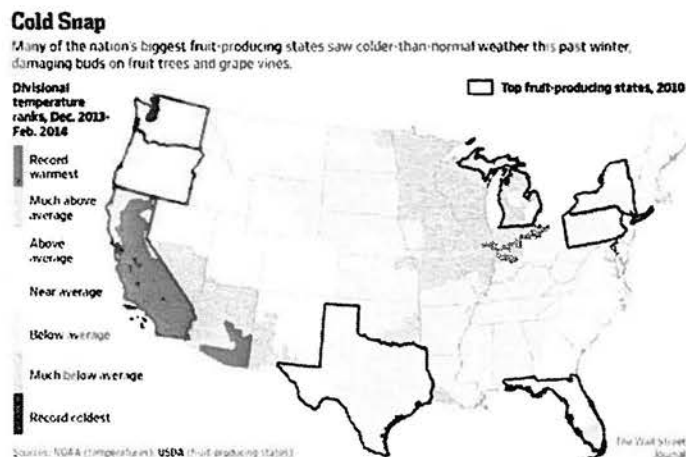 Cold Snap
Many of the nation's biggest fruit-producing states saw colder-than-normal weather this past winter,
damaging buds on fruit trees and grape vines.
Divisional
temperature
ranks, Dec. 2013-
Feb. 2014
Top fruit-producing states, 2010
Record
warmest
Much above
average
Above
average
Near average
Below average
Much below average
Record coldest
Sources: NOAA (temperatures); USDA (fruit-producing states)
The Wall Street
Journal